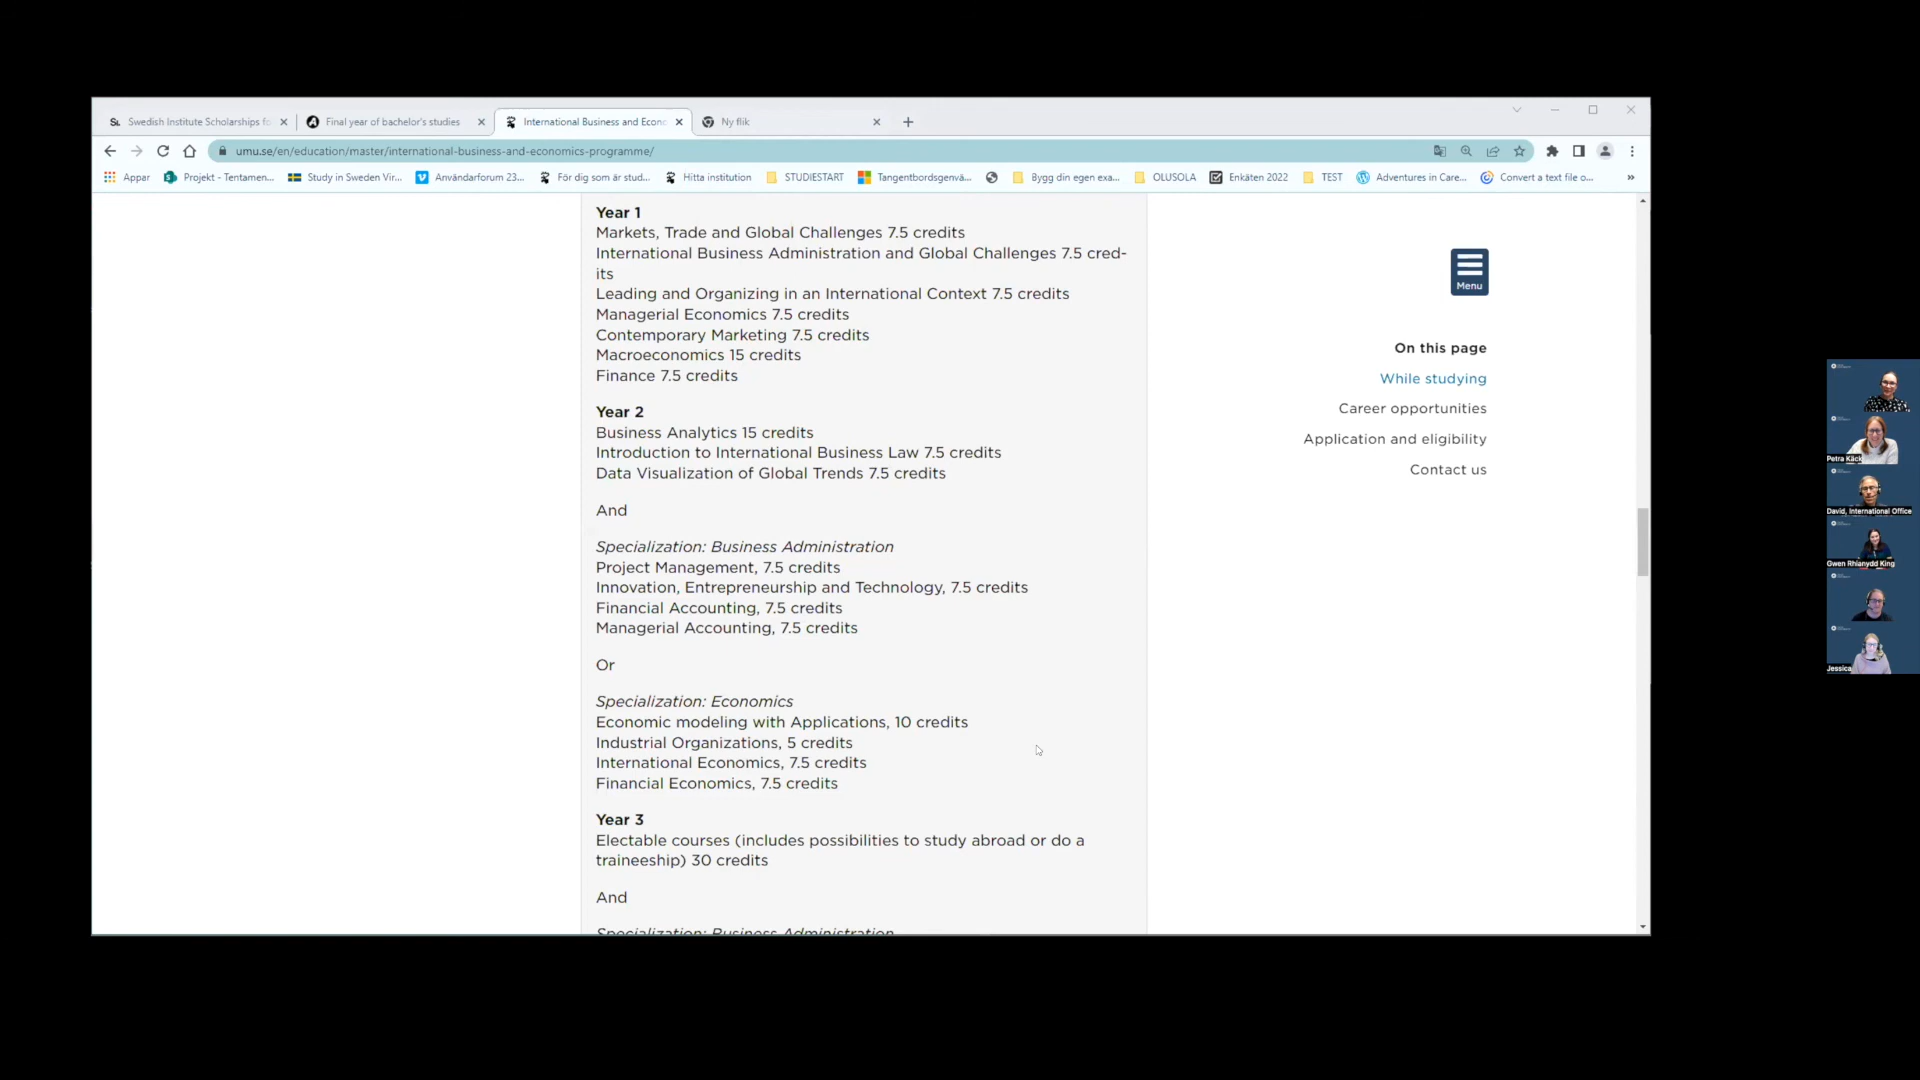 Swedish Institute Scholarships fo
Final year of bachelor's studies
International Business and Econo
Ny flik
umu.se/en/education/master/international-business-and-economics-programme/
Appar
Projekt - Tentamen...
Study in Sweden Vir...
Användarforum 23...
För dig som är stud...
Hitta institution
STUDIESTART
Tangentbordsgenvä...
Bygg din egen exa...
OLUSOLA
Enkäten 2022
TEST
Adventures in Care...
Convert a text file o...
»
Year 1
Markets, Trade and Global Challenges 7.5 credits
International Business Administration and Global Challenges 7.5 cred-
its
Leading and Organizing in an International Context 7.5 credits
Managerial Economics 7.5 credits
Contemporary Marketing 7.5 credits
Macroeconomics 15 credits
Finance 7.5 credits
Year 2
Business Analytics 15 credits
Introduction to International Business Law 7.5 credits
Data Visualization of Global Trends 7.5 credits
And
Specialization: Business Administration
Project Management, 7.5 credits
Innovation, Entrepreneurship and Technology, 7.5 credits
Financial Accounting, 7.5 credits
Managerial Accounting, 7.5 credits
Or
Specialization: Economics
Economic modeling with Applications, 10 credits
Industrial Organizations, 5 credits
International Economics, 7.5 credits
Financial Economics, 7.5 credits
Year 3
Electable courses (includes possibilities to study abroad or do a
traineeship) 30 credits
And
Specialization: Business Administration
Menu
On this page
While studying
Career opportunities
Application and eligibility
Contact us
Petra Käck
David, International Office
Gwen Rhianydd King
Jessica